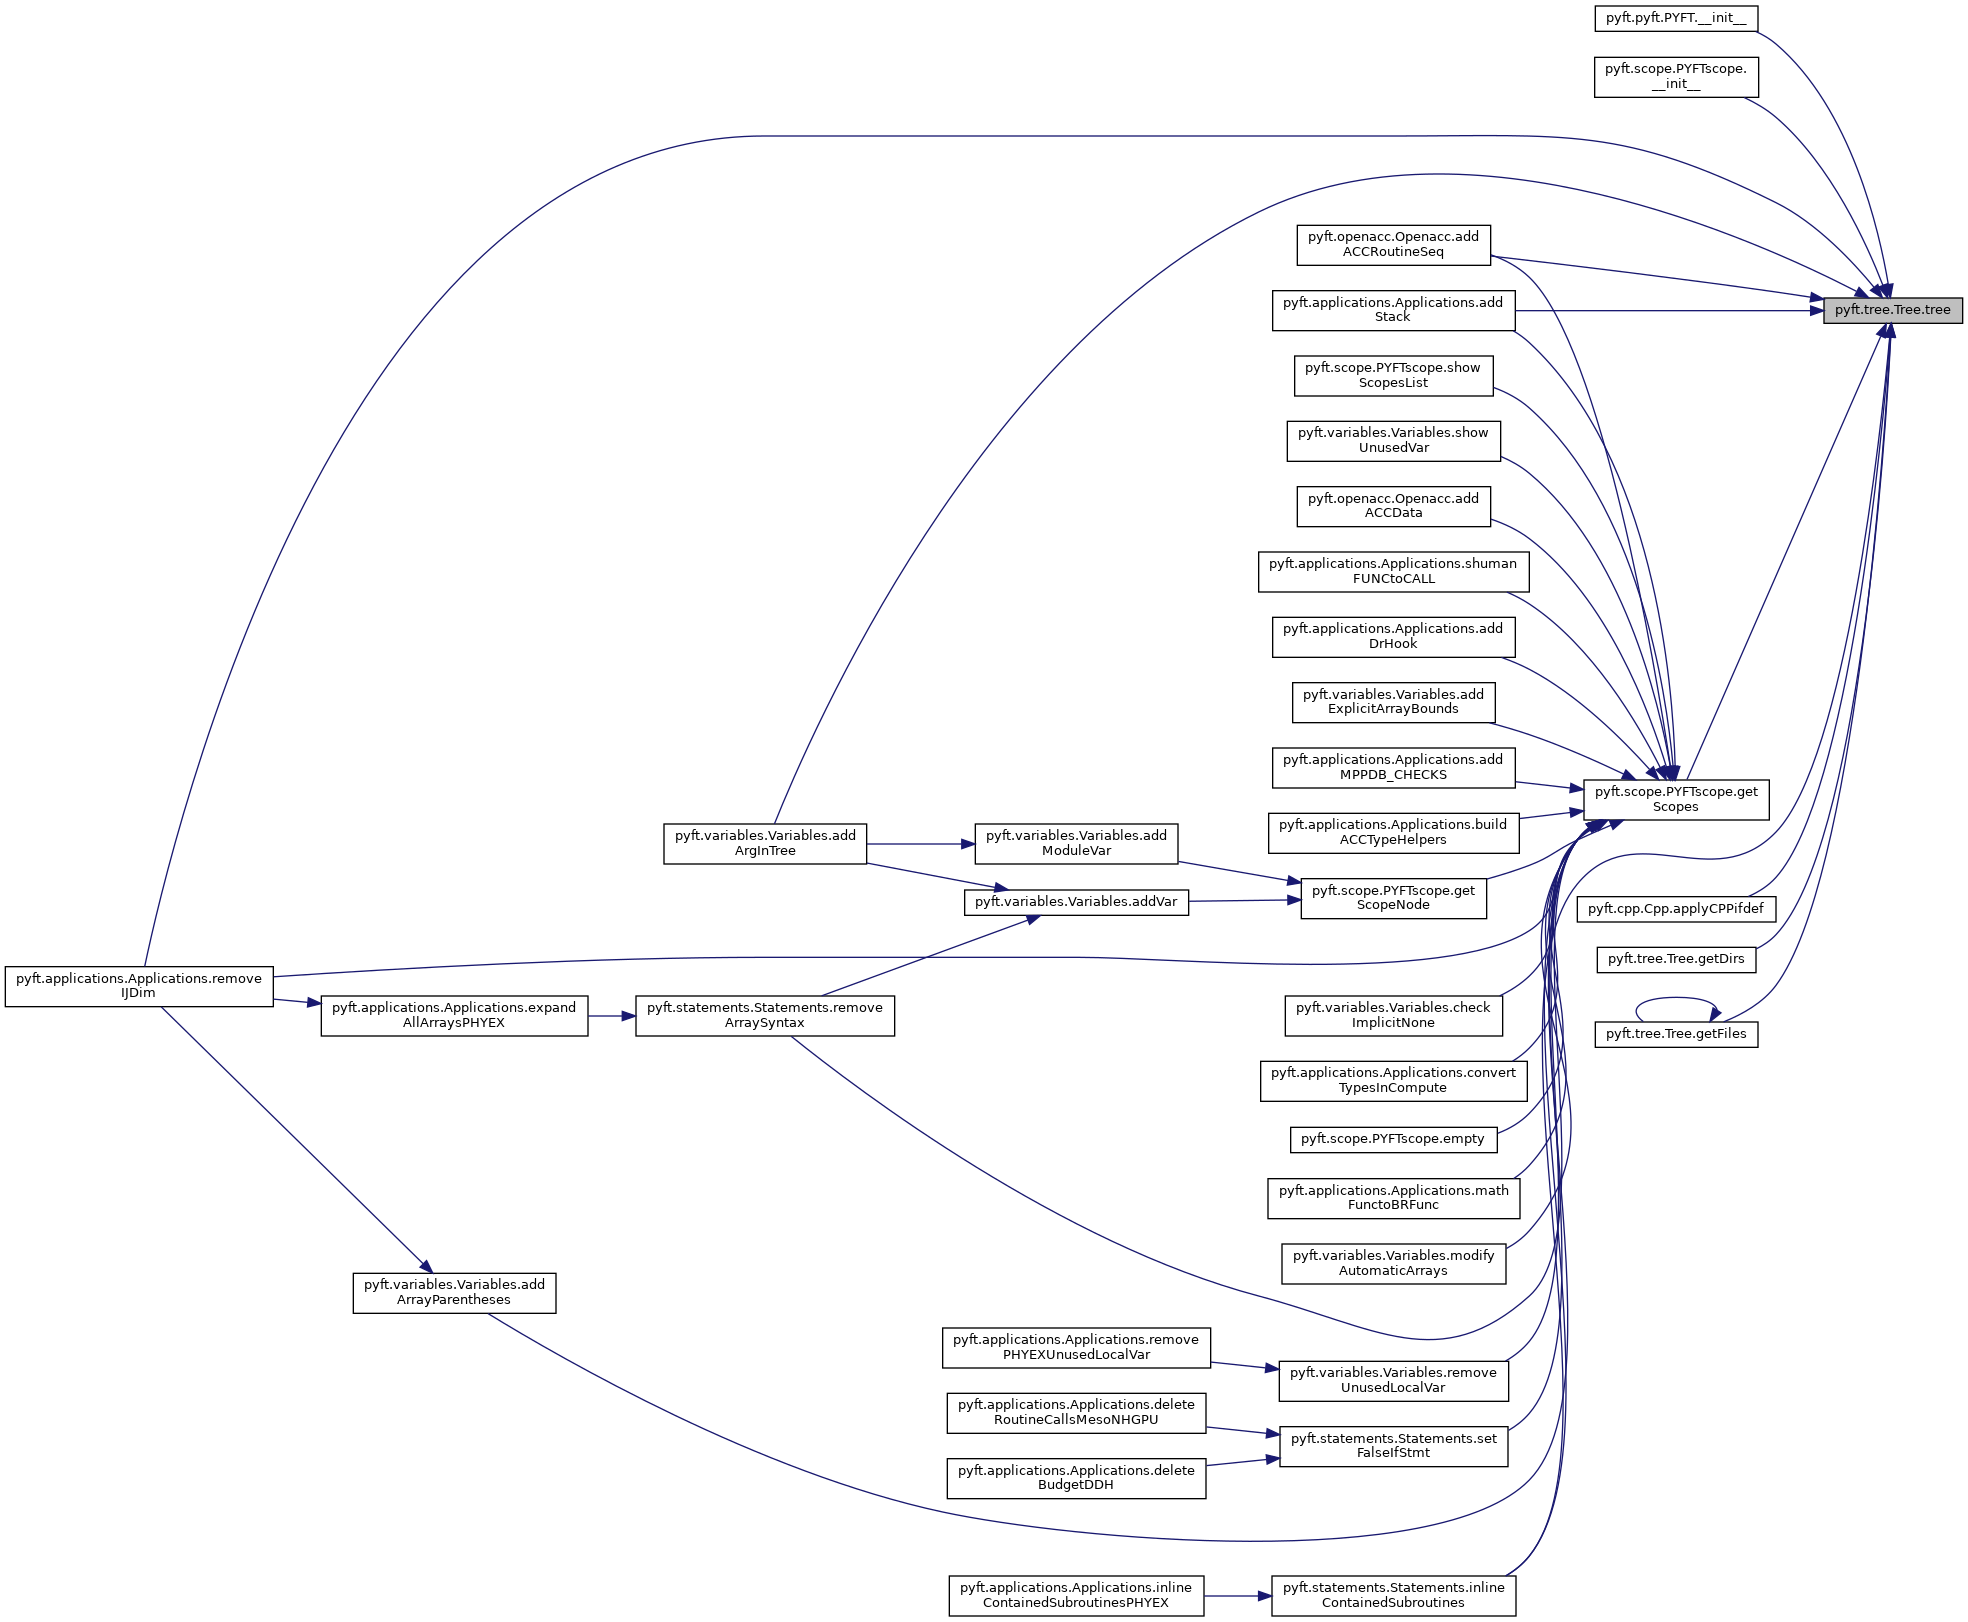 pyft.pyft.PYFT.__init__
pyft.scope.PYFTscope.
__init__
pyft.openacc.Openacc.add
ACCRoutineSeq
pyft.applications.Applications.add
Stack
pyft.tree.Tree.tree
pyft.scope.PYFTscope.show
ScopesList
pyft.variables.Variables.show
UnusedVar
pyft.openacc.Openacc.add
ACCData
pyft.applications.Applications.shuman
FUNCtoCALL
pyft.applications.Applications.add
DrHook
pyft.variables.Variables.add
ExplicitArrayBounds
pyft.applications.Applications.add
MPPDB_CHECKS
pyft.scope.PYFTscope.get
Scopes
pyft.applications.Applications.build
ACCTypeHelpers
pyft.variables.Variables.add
ArgInTree
pyft.variables.Variables.add
ModuleVar
pyft.variables.Variables.addVar
pyft.scope.PYFTscope.get
ScopeNode
pyft.cpp.Cpp.applyCPPifdef
pyft.tree.Tree.getDirs
pyft.applications.Applications.remove
IJDim
pyft.applications.Applications.expand
AllArraysPHYEX
pyft.statements.Statements.remove
ArraySyntax
pyft.variables.Variables.check
ImplicitNone
pyft.tree.Tree.getFiles
pyft.applications.Applications.convert
TypesInCompute
pyft.scope.PYFTscope.empty
pyft.applications.Applications.math
FunctoBRFunc
pyft.variables.Variables.modify
AutomaticArrays
pyft.variables.Variables.add
ArrayParentheses
pyft.applications.Applications.remove
PHYEXUnusedLocalVar
pyft.variables.Variables.remove
UnusedLocalVar
pyft.applications.Applications.delete
RoutineCallsMesoNHGPU
pyft.statements.Statements.set
FalseIfStmt
pyft.applications.Applications.delete
BudgetDDH
pyft.applications.Applications.inline
ContainedSubroutinesPHYEX
pyft.statements.Statements.inline
ContainedSubroutines